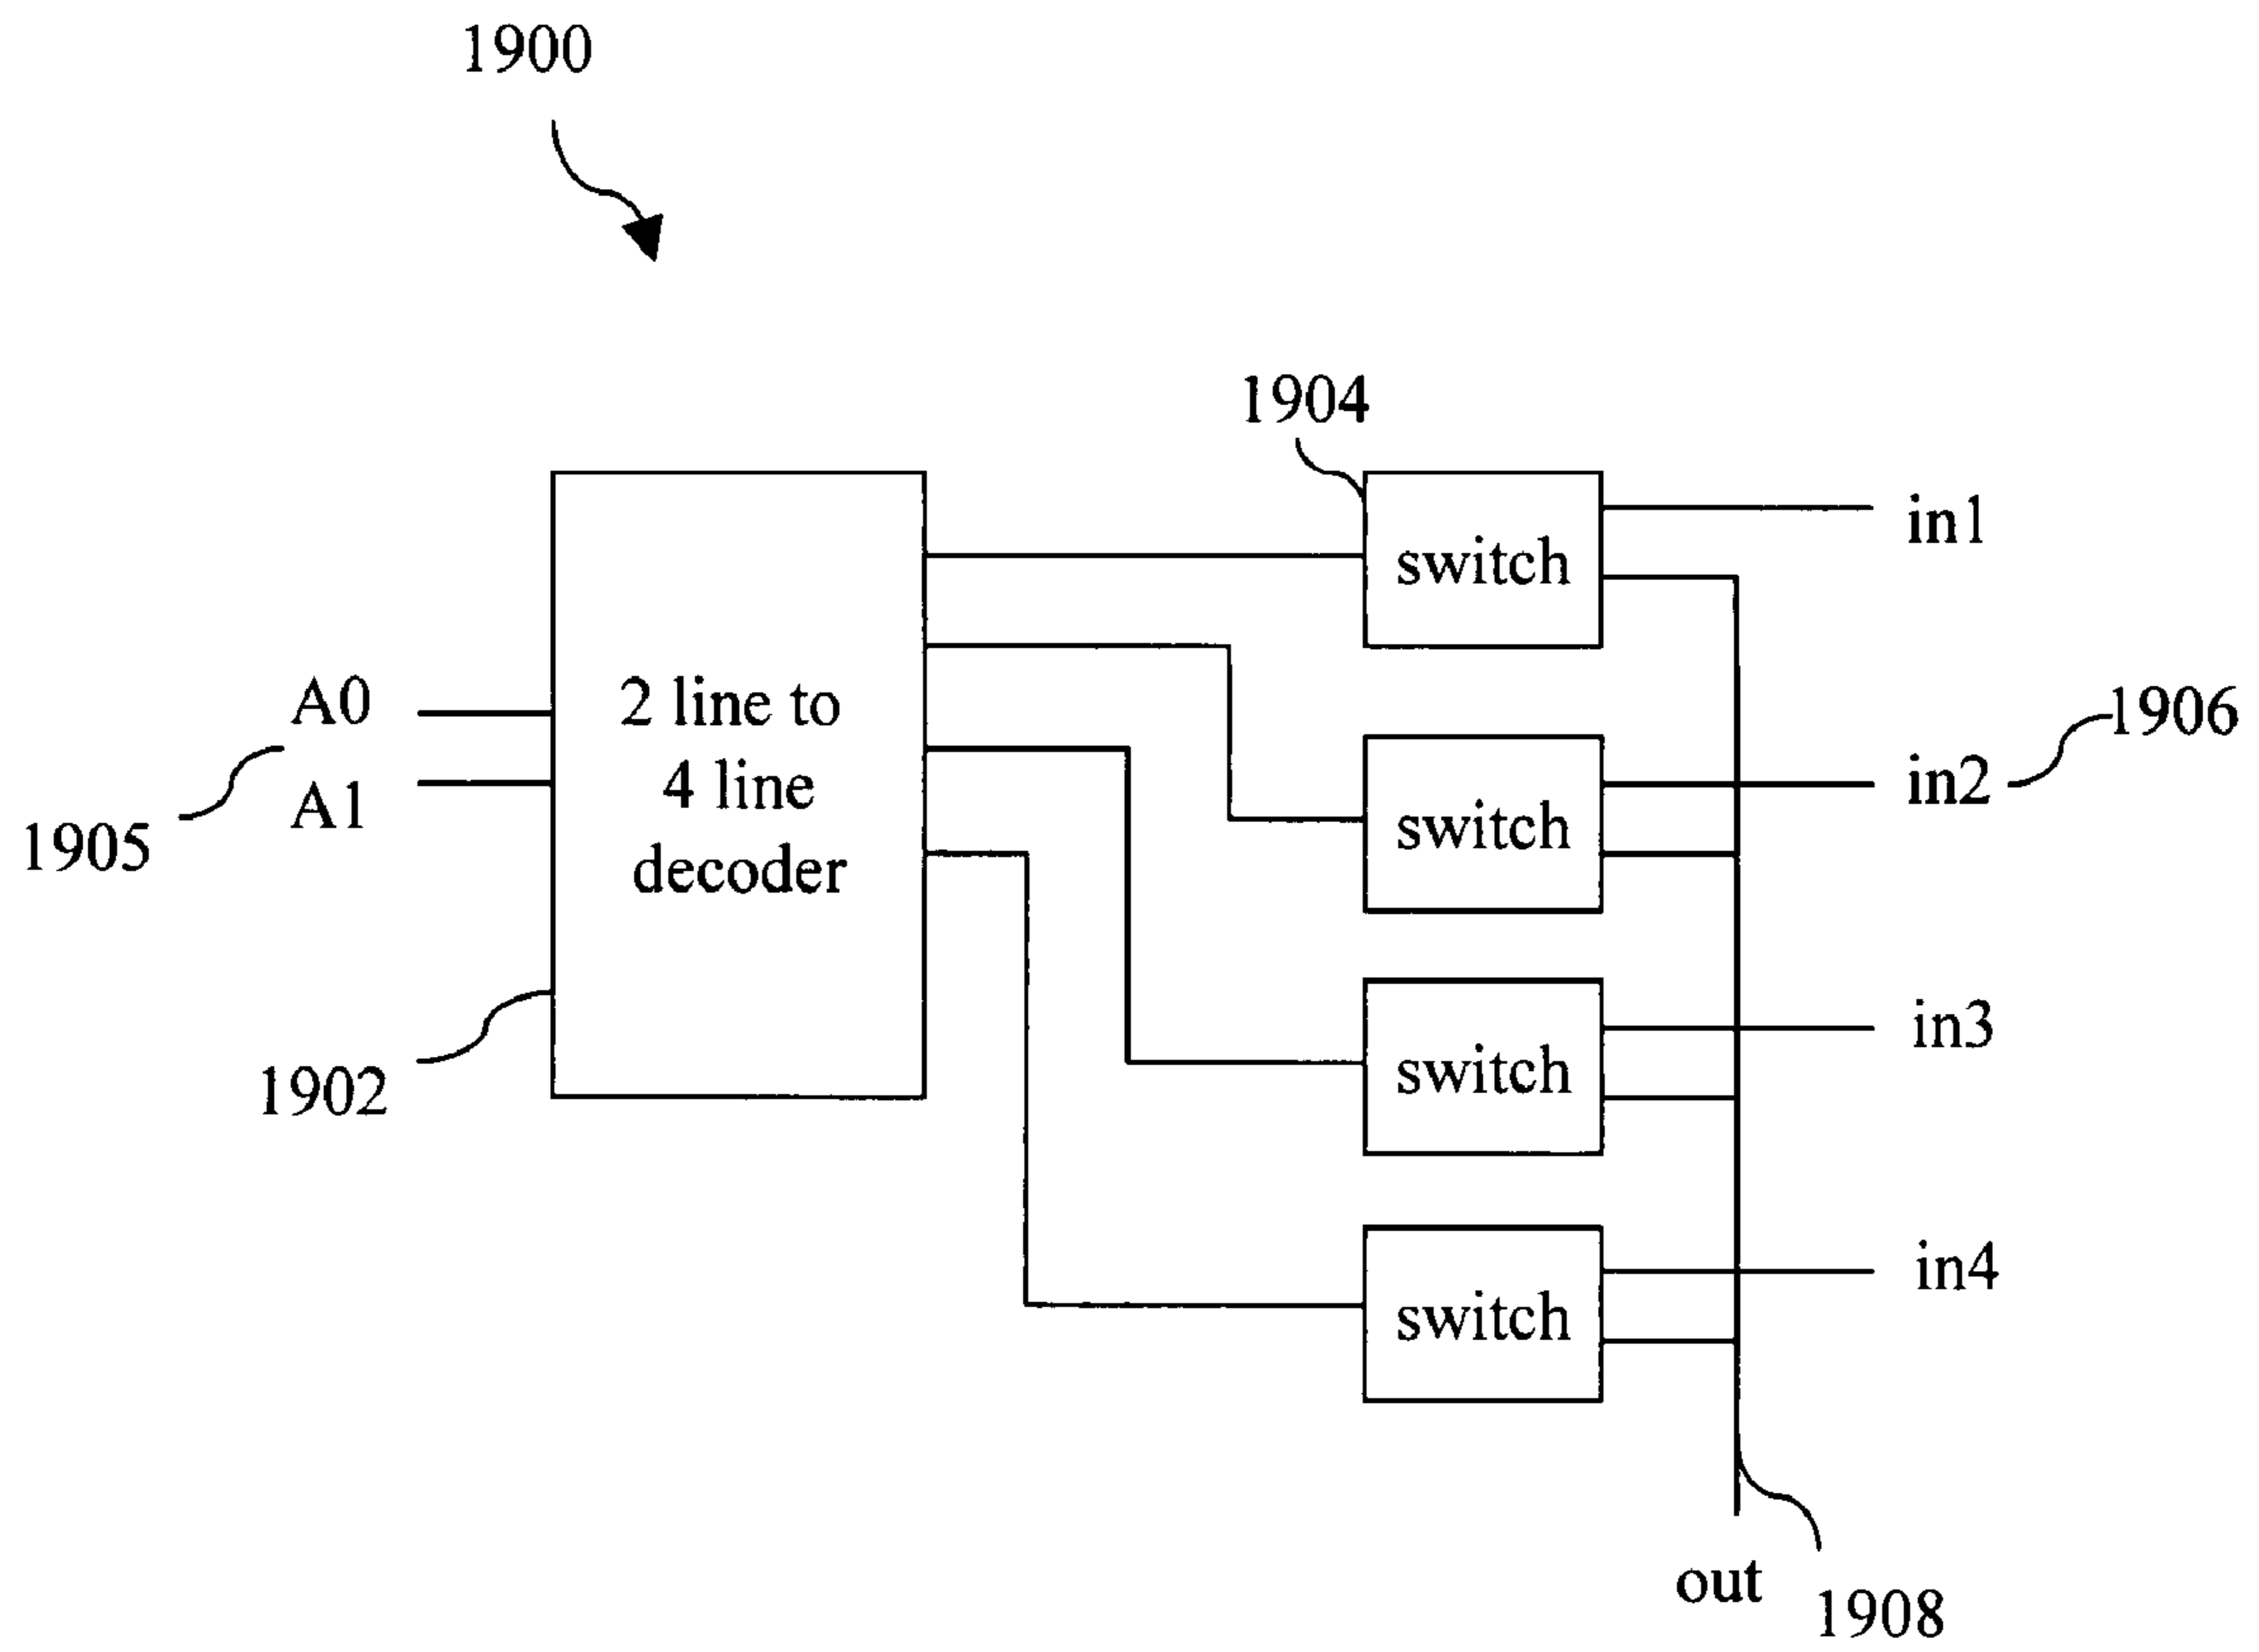 1900
1904
in1
switch
1906
A0
2 line to
4 line
decoder
in2
switch
A1
1905
in3
switch
1902
in4
switch
out
1908